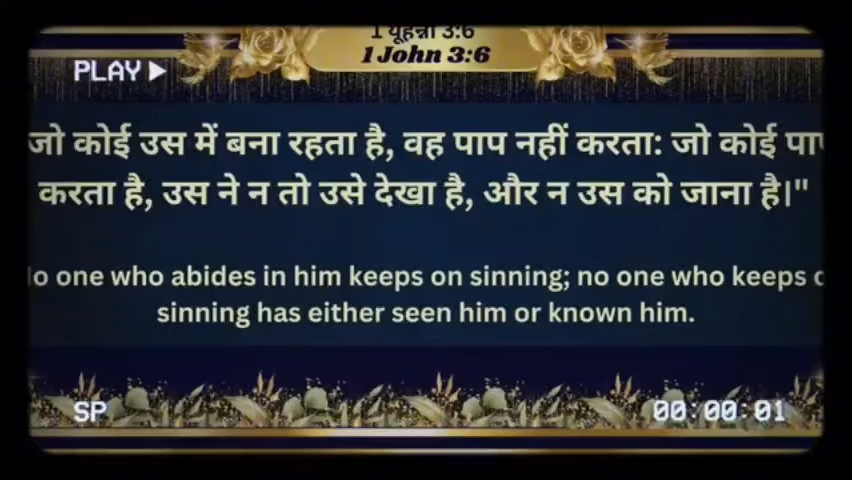 1 यूहन्ना 3:6
1 John 3:6
PLAY
जो कोई उस में बना रहता है, वह पाप नहीं करता: जो कोई पाप
करता है, उस ने न तो उसे देखा है, और न उस को जाना है।"
No one who abides in him keeps on sinning; no one who keeps
sinning has either seen him or known him.
SP
00:00:01